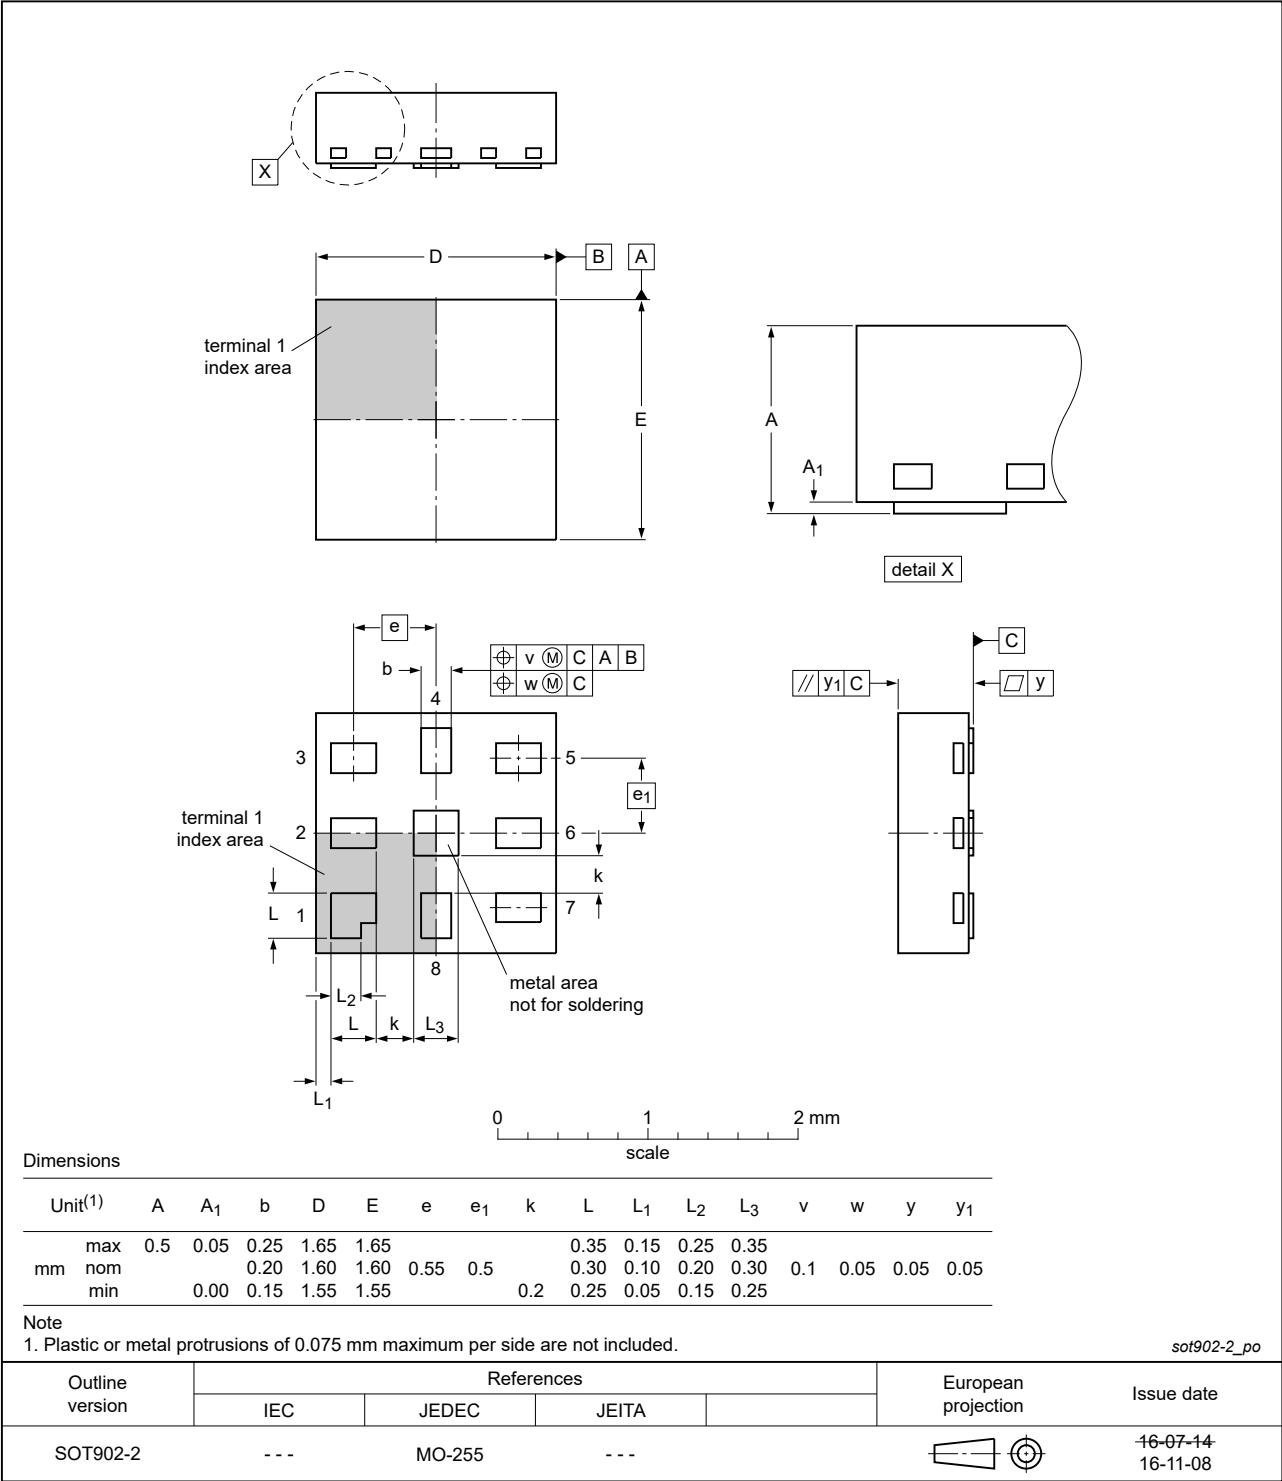 X
D
B
A
terminal 1
index area
E
A
A1
detail X
e
b
v Ⓜ C A B
w Ⓜ C
4
3
5
e1
terminal 1
index area
2
6
k
L
1
7
8
metal area
not for soldering
L2
L
k
L3
L1
C
// y1 C
y
0 1 2 mm
scale
Dimensions
Unit(1) A A1 b D E e e1 k L L1 L2 L3 v w y y1
max 0.5 0.05 0.25 1.65 1.65 0.35 0.15 0.25 0.35
mm nom 0.20 1.60 1.60 0.55 0.5 0.30 0.10 0.20 0.30 0.1 0.05 0.05 0.05
min 0.00 0.15 1.55 1.55 0.2 0.25 0.05 0.15 0.25
Note
1. Plastic or metal protrusions of 0.075 mm maximum per side are not included.
sot902-2_po
Outline
version
References
IEC JEDEC JEITA
European
projection
Issue date
SOT902-2 - - - MO-255 - - -
16-07-14
16-11-08